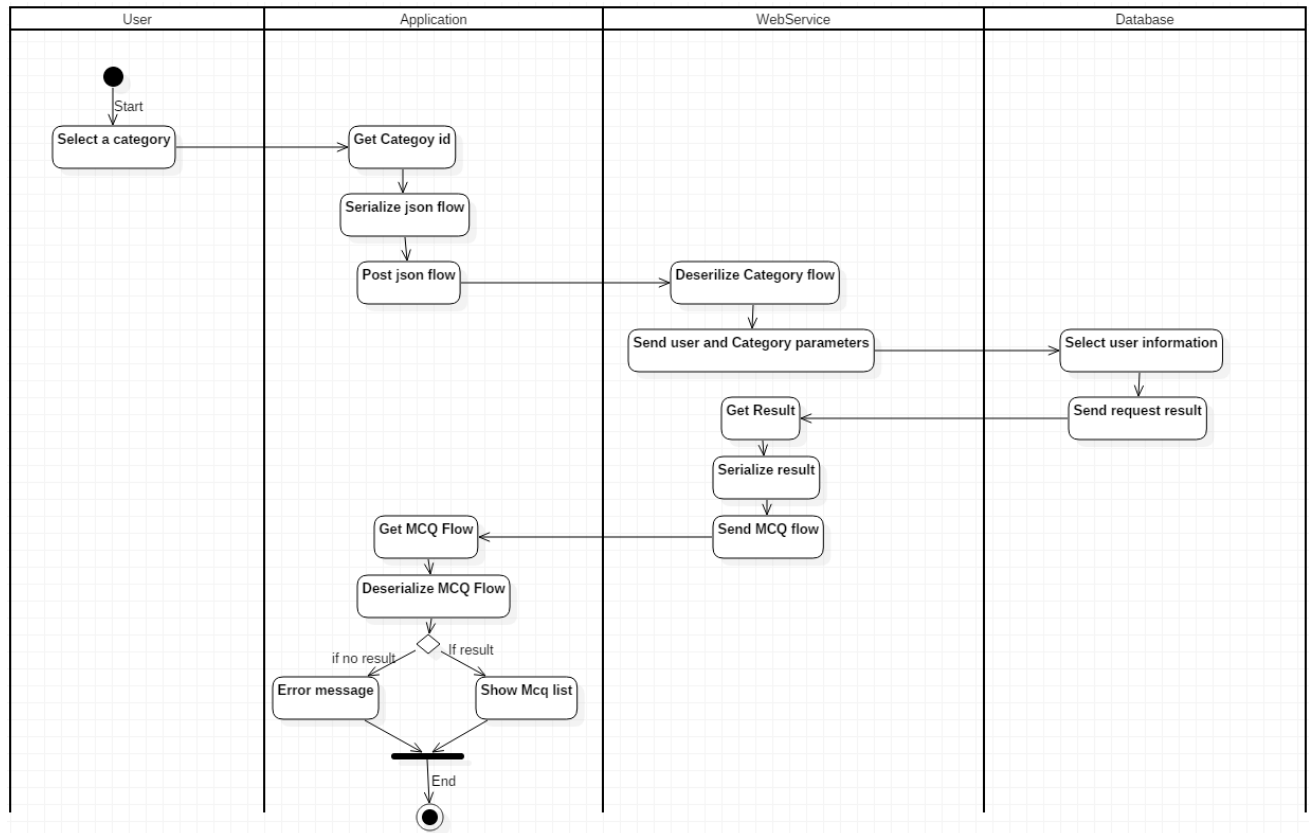 User
Application
WebService
Database
Start
Select a category
Get Categoy id
Serialize json flow
Post json flow
Deserilize Category flow
Send user and Category parameters
Select user information
Get Result
Send request result
Serialize result
Get MCQ Flow
Send MCQ flow
Deserialize MCQ Flow
if no result
If result
Error message
Show Mcq list
End